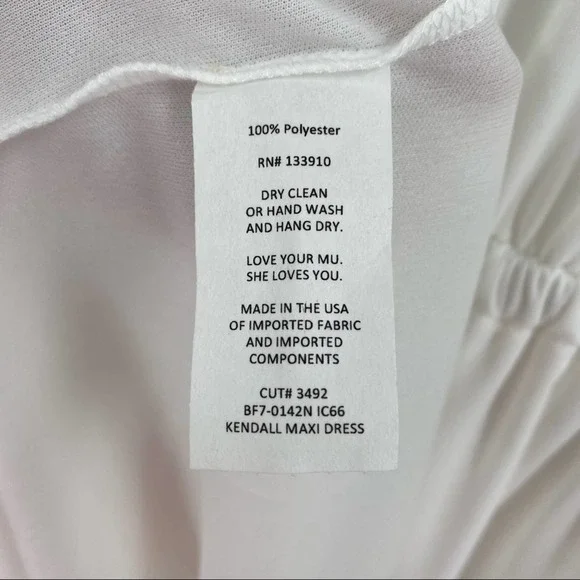 100% Polyester
RN# 133910
DRY CLEAN
OR HAND WASH
AND HANG DRY.
LOVE YOUR MU.
SHE LOVES YOU.
MADE IN THE USA
OF IMPORTED FABRIC
AND IMPORTED
COMPONENTS
CUT# 3492
BF7-0142N IC66
KENDALL MAXI DRESS